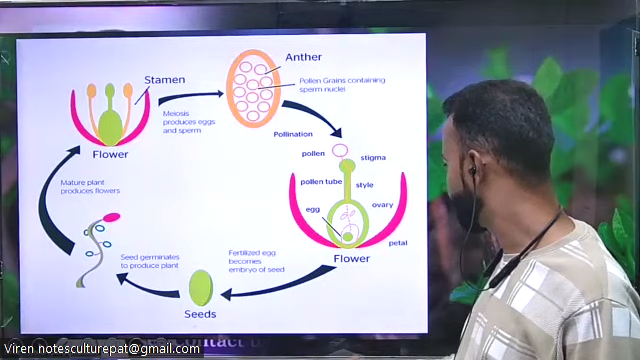 Anther
Stamen
Pollen Grains containing
sperm nuclei
Meiosis
produces eggs
and sperm
Pollination
Flower
pollen
stigma
Mature plant
produces flowers
pollen tube
style
egg
ovary
petal
Seed germinates
to produce plant
Fertilized egg
becomes
embryo of seed
Flower
Seeds
Viren.notesculturepat@gmail.com